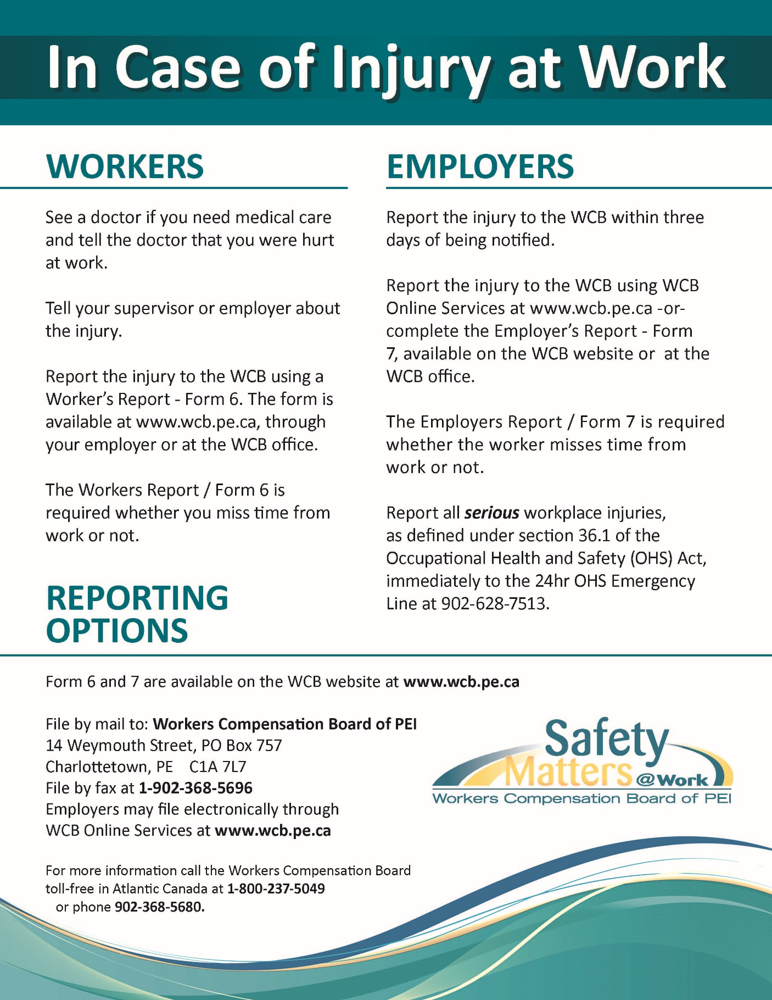 In Case of Injury at Work
WORKERS
See a doctor if you need medical care
and tell the doctor that you were hurt
at work.
Tell your supervisor or employer about
the injury.
Report the injury to the WCB using a
Worker’s Report - Form 6. The form is
available at www.wcb.pe.ca, through
your employer or at the WCB office.
The Workers Report / Form 6 is
required whether you miss time from
work or not.
EMPLOYERS
Report the injury to the WCB within three
days of being notified.
Report the injury to the WCB using WCB
Online Services at www.wcb.pe.ca -or-
complete the Employer’s Report - Form
7, available on the WCB website or at the
WCB office.
The Employers Report / Form 7 is required
whether the worker misses time from
work or not.
Report all serious workplace injuries,
as defined under section 36.1 of the
Occupational Health and Safety (OHS) Act,
immediately to the 24hr OHS Emergency
Line at 902-628-7513.
REPORTING
OPTIONS
Form 6 and 7 are available on the WCB website at www.wcb.pe.ca
File by mail to: Workers Compensation Board of PEI
14 Weymouth Street, PO Box 757
Charlottetown, PE C1A 7L7
File by fax at 1-902-368-5696
Employers may file electronically through
WCB Online Services at www.wcb.pe.ca
For more information call the Workers Compensation Board
toll-free in Atlantic Canada at 1-800-237-5049
or phone 902-368-5680.
Safety
Matters
@Work
Workers Compensation Board of PEI